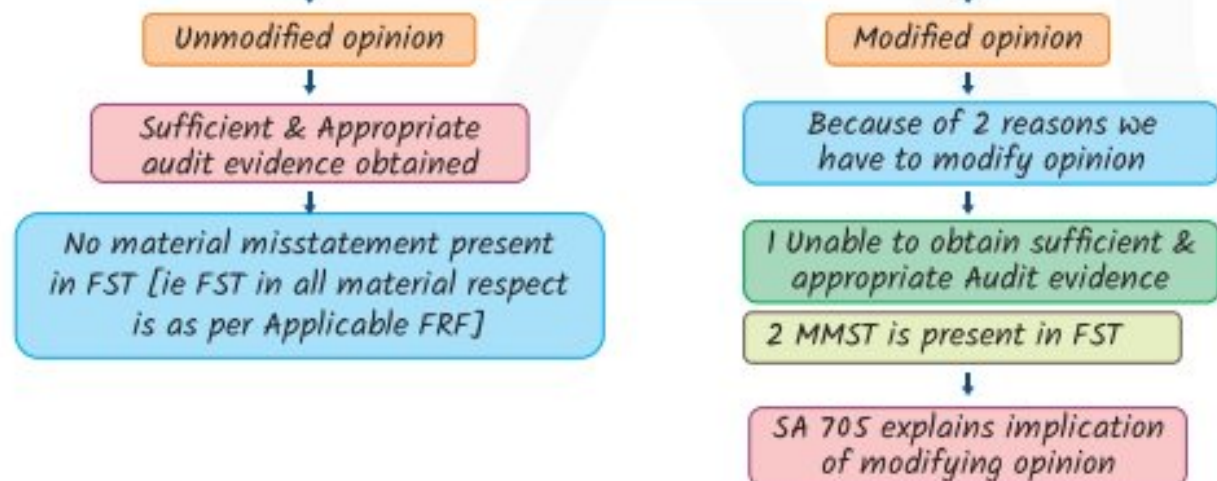 Unmodified opinion
Sufficient & Appropriate
audit evidence obtained
No material misstatement present
in FST [ie FST in all material respect
is as per Applicable FRF]
Modified opinion
Because of 2 reasons we
have to modify opinion
1 Unable to obtain sufficient &
appropriate Audit evidence
2 MMST is present in FST
SA 705 explains implication
of modifying opinion